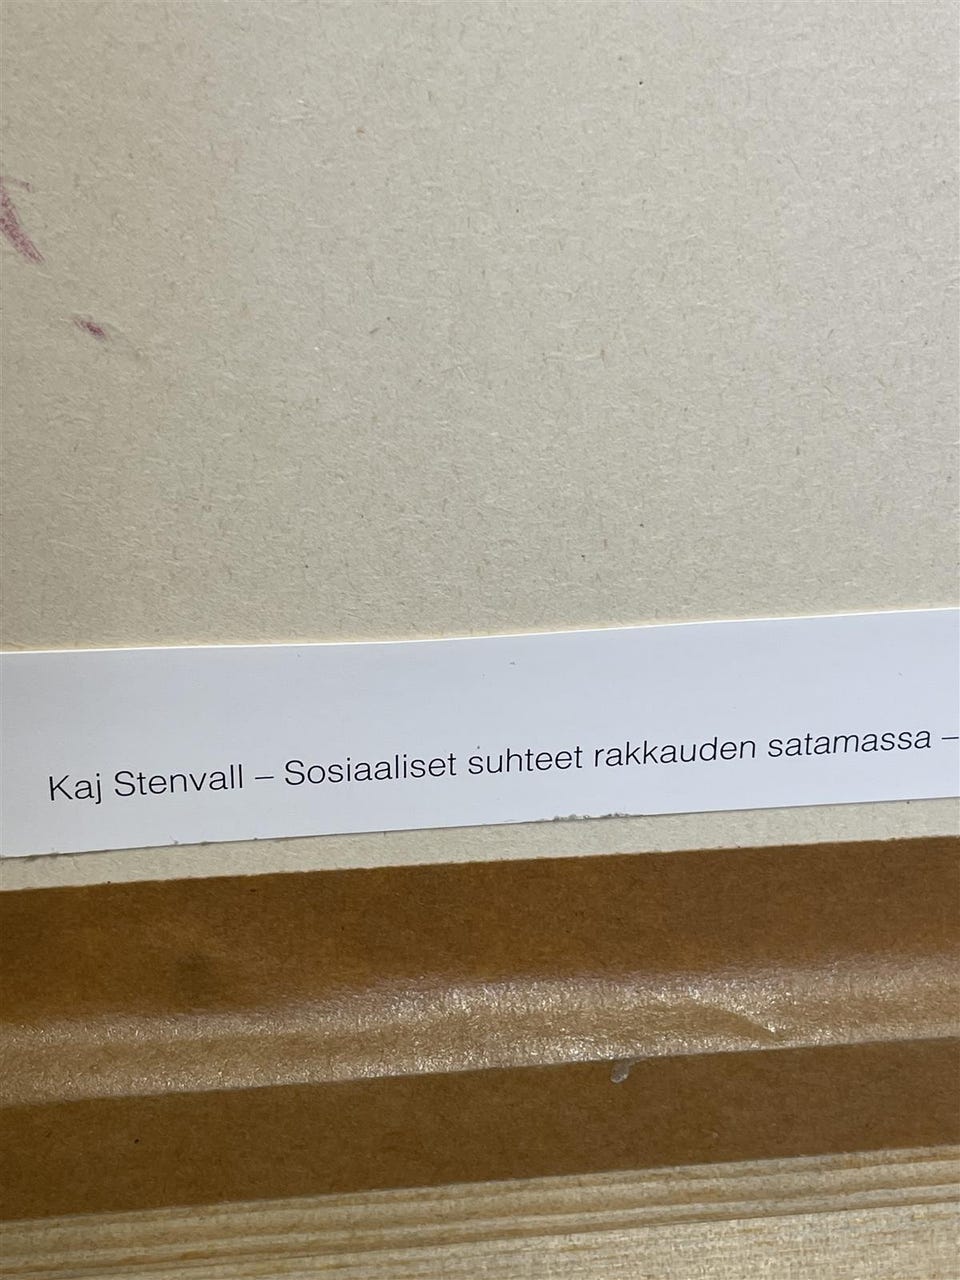 Kaj Stenvall – Sosiaaliset suhteet rakkauden satamassa –